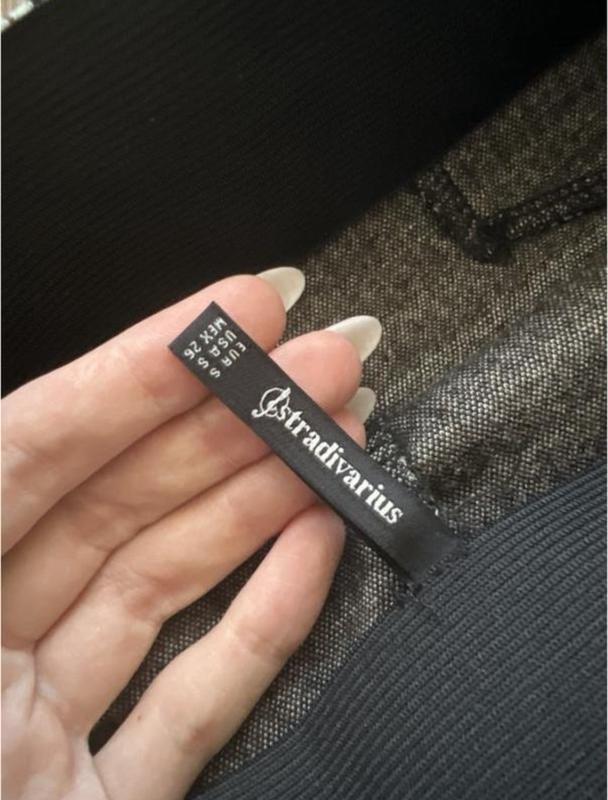 stradivarius
EUR S
USA S
MEX 26